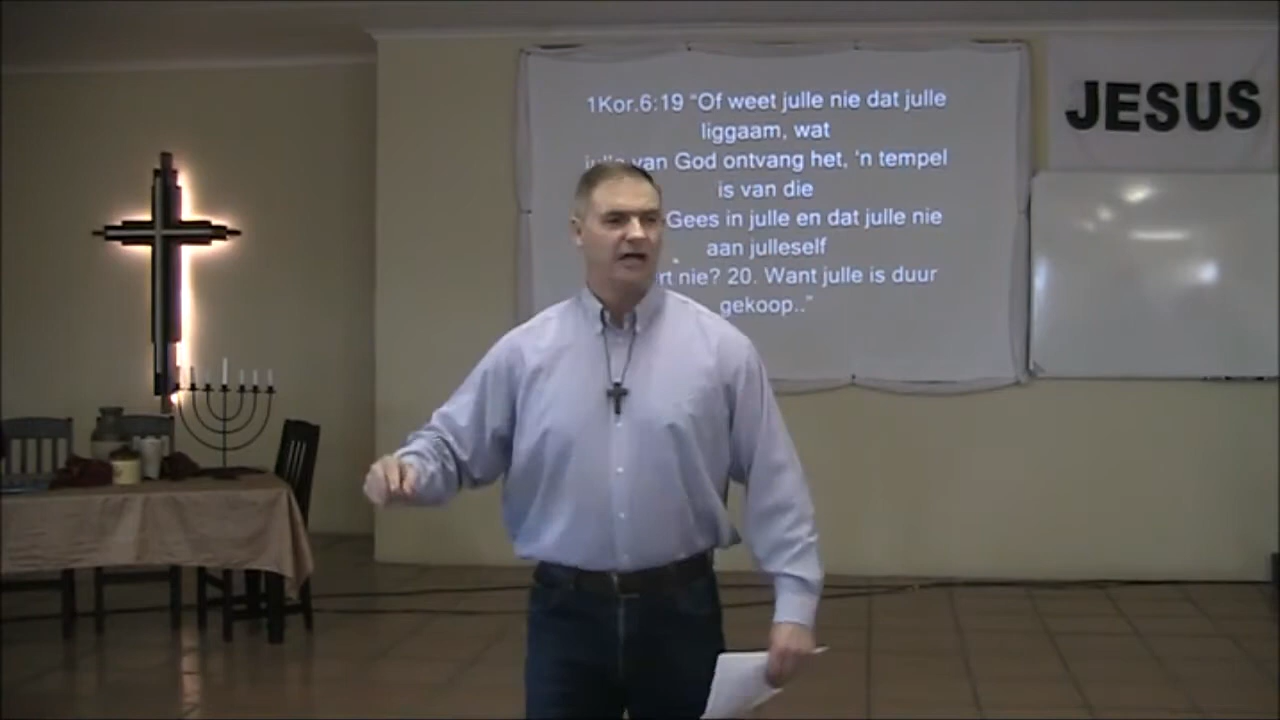 1Kor.6:19 “Of weet julle nie dat julle
liggaam, wat
julle van God ontvang het, 'n tempel
is van die
Gees in julle en dat julle nie
aan julleself
nie? 20. Want julle is duur
gekoop..”
JESUS